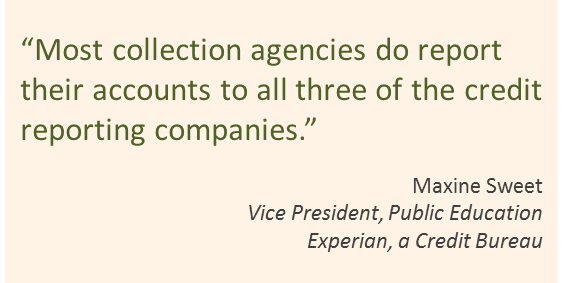 “Most collection agencies do report
their accounts to all three of the credit
reporting companies.”
Maxine Sweet
Vice President, Public Education
Experian, a Credit Bureau